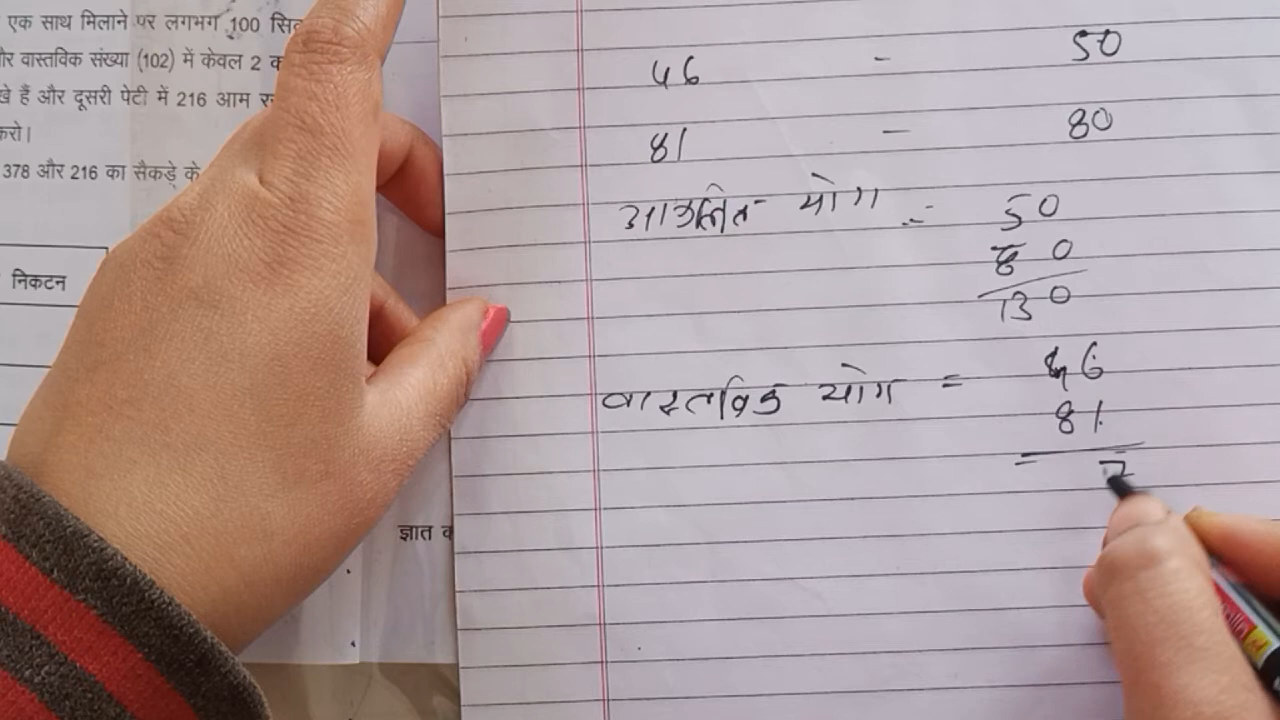 एक साथ मिलाने पर लगभग 100
और वास्तविक संख्या (102) में केवल 2
हैं और दूसरी पेटी में 216 आम
करो।
378 और 216 का सैकड़े के
निकटन
ज्ञात
46 - 50
81 - 80
आकलित योग = 50
80
130
वास्तविक योग = 46
81
= 7